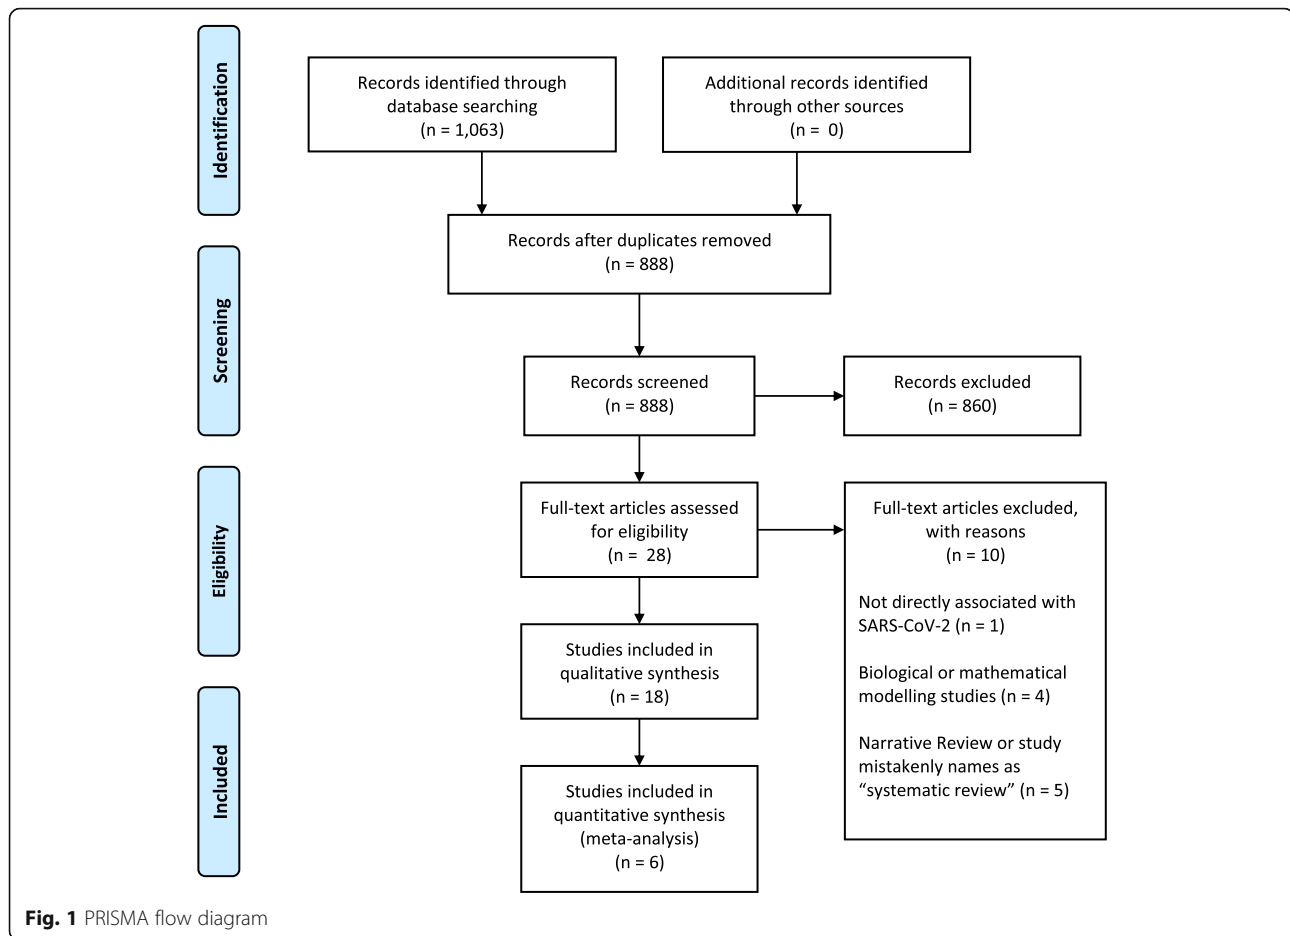 Identification
Records identified through
database searching
(n = 1,063)
Additional records identified
through other sources
(n =  0)
Records after duplicates removed
(n = 888)
Screening
Records screened
(n = 888)
Records excluded
(n = 860)
Eligibility
Full-text articles assessed
for eligibility
(n =  28)
Full-text articles excluded,
with reasons
(n = 10)
Not directly associated with
SARS-CoV-2 (n = 1)
Biological or mathematical
modelling studies (n = 4)
Narrative Review or study
mistakenly names as
“systematic review” (n = 5)
Studies included in
qualitative synthesis
(n = 18)
Included
Studies included in
quantitative synthesis
(meta-analysis)
(n = 6)
Fig. 1 PRISMA flow diagram